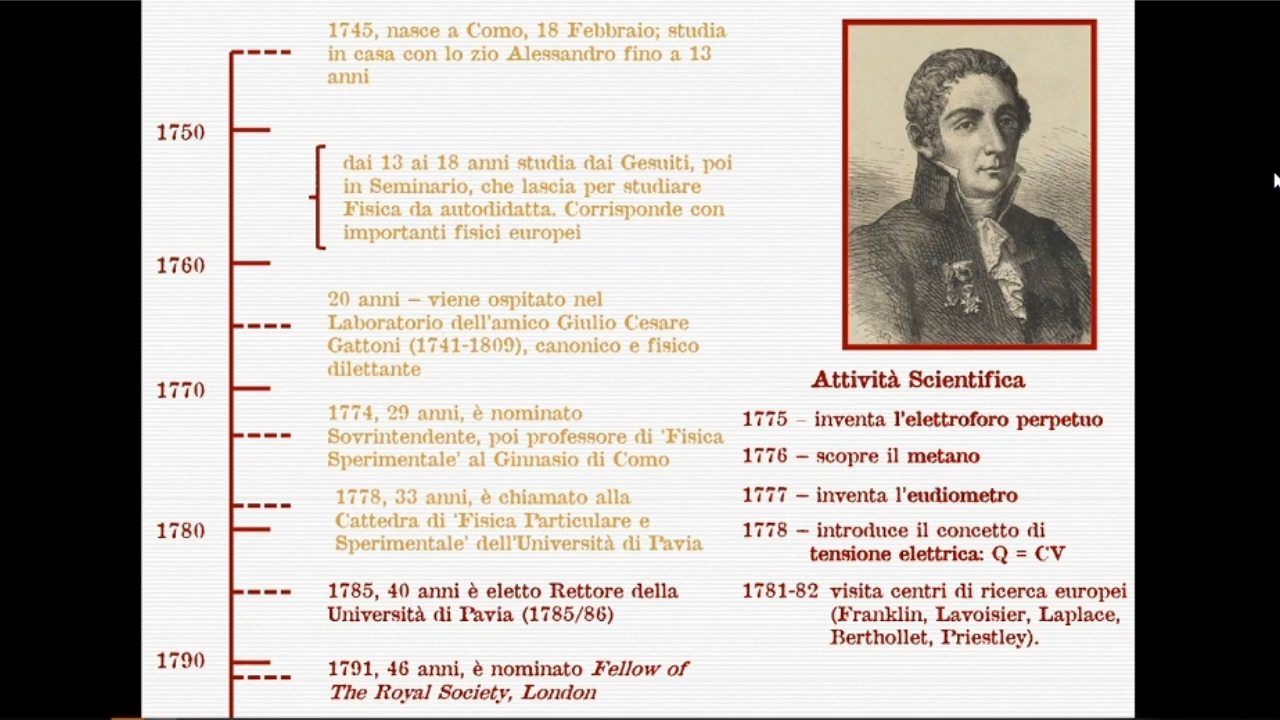 1745, nasce a Como, 18 Febbraio; studia
in casa con lo zio Alessandro fino a 13
anni
1750
dai 13 ai 18 anni studia dai Gesuiti, poi
in Seminario, che lascia per studiare
Fisica da autodidatta. Corrisponde con
importanti fisici europei
1760
20 anni – viene ospitato nel
Laboratorio dell'amico Giulio Cesare
Gattoni (1741-1809), canonico e fisico
dilettante
1770
1774, 29 anni, è nominato
Sovrintendente, poi professore di 'Fisica
Sperimentale' al Ginnasio di Como
1778, 33 anni, è chiamato alla
Cattedra di 'Fisica Particulare e
Sperimentale' dell'Università di Pavia
1780
1785, 40 anni è eletto Rettore della
Università di Pavia (1785/86)
1790
1791, 46 anni, è nominato Fellow of
The Royal Society, London
Attività Scientifica
1775 – inventa l'elettroforo perpetuo
1776 – scopre il metano
1777 – inventa l'eudiometro
1778 – introduce il concetto di
tensione elettrica: Q = CV
1781-82 visita centri di ricerca europei
(Franklin, Lavoisier, Laplace,
Berthollet, Priestley).